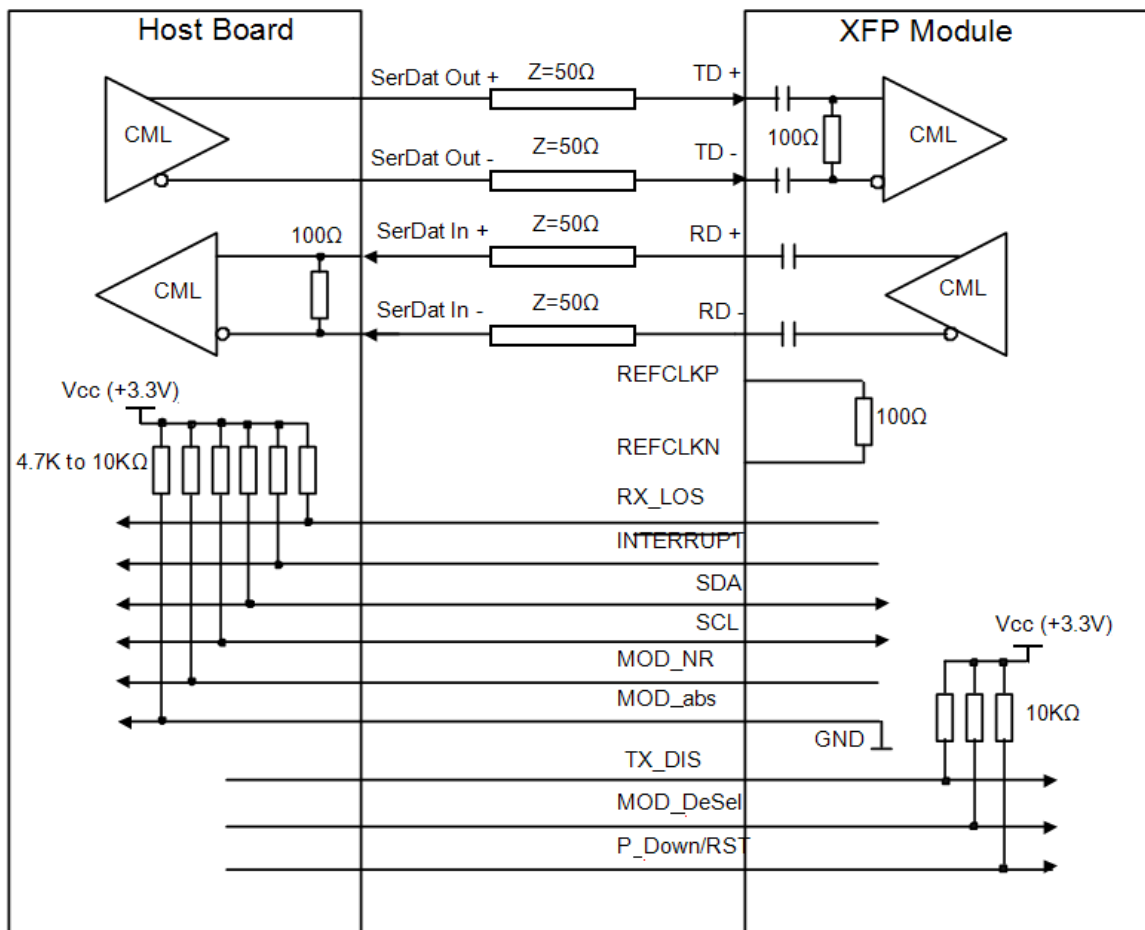 Host Board
XFP Module
SerDat Out +
Z=50Ω
TD +
CML
100Ω
CML
SerDat Out -
Z=50Ω
TD -
100Ω
SerDat In +
Z=50Ω
RD +
CML
CML
SerDat In -
Z=50Ω
RD -
REFCLKP
Vcc (+3.3V)
100Ω
4.7K to 10KΩ
REFCLKN
RX_LOS
INTERRUPT
SDA
SCL
Vcc (+3.3V)
MOD_NR
MOD_abs
10KΩ
GND
TX_DIS
MOD_DeSel
P_Down/RST